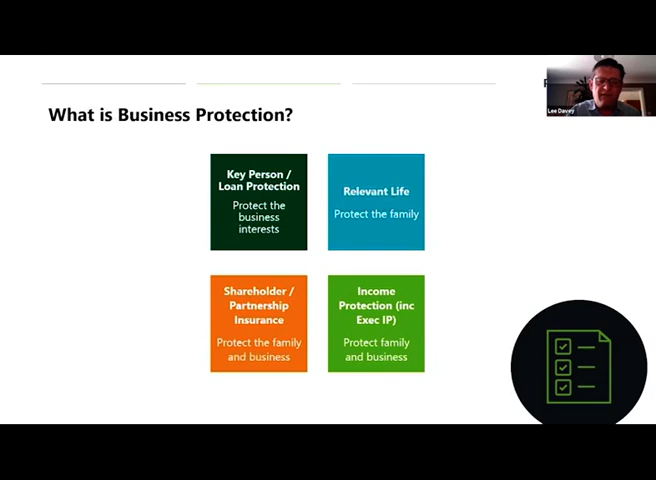 What is Business Protection?
Lee Davey
Key Person /
Loan Protection
Protect the
business
interests
Relevant Life
Protect the family
Shareholder /
Partnership
Insurance
Protect the family
and business
Income
Protection (inc
Exec IP)
Protect family
and business